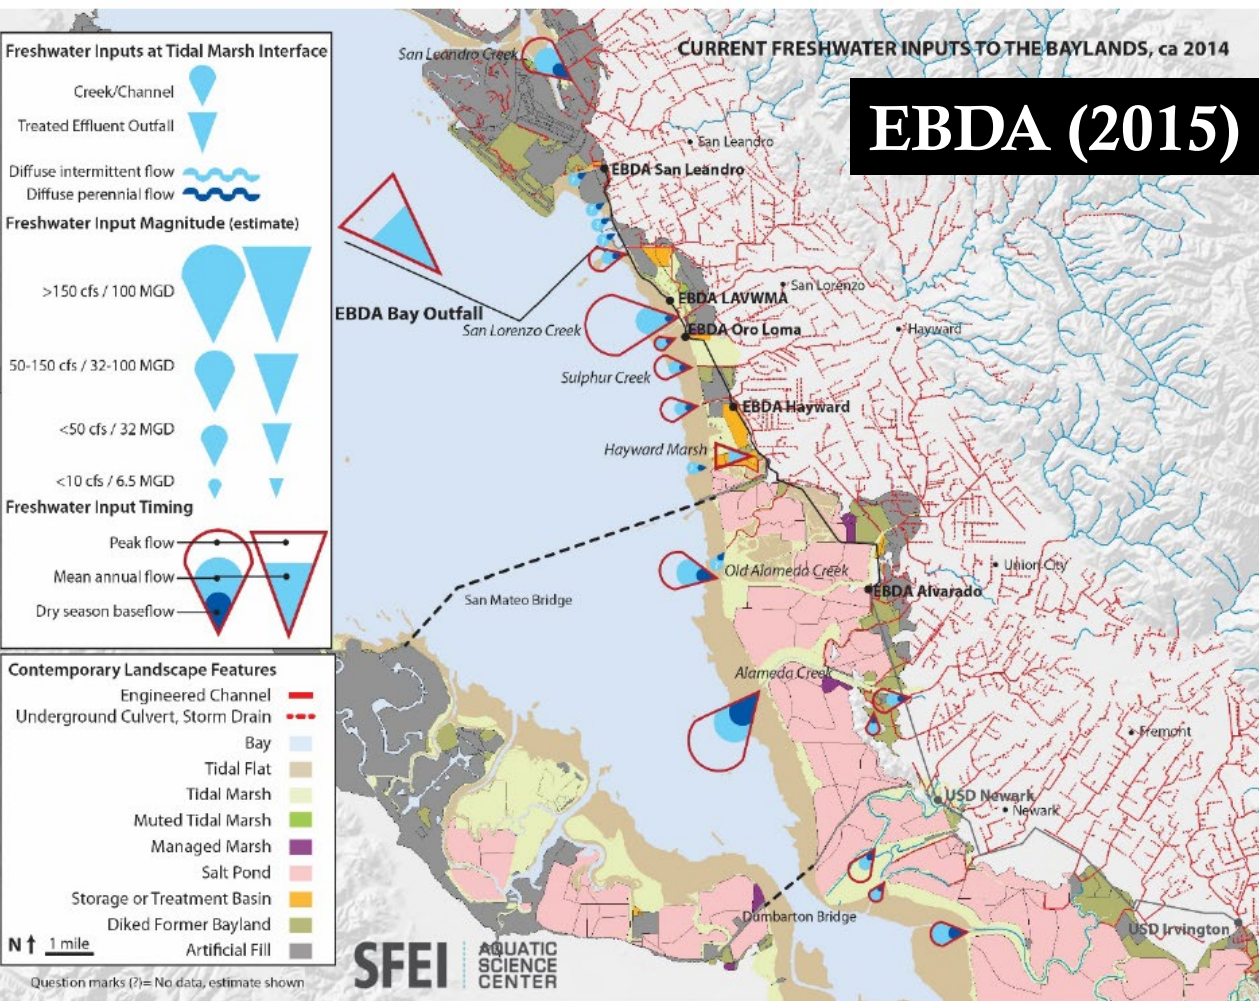 CURRENT FRESHWATER INPUTS TO THE BAYLANDS, ca 2014
EBDA (2015)
Freshwater Inputs at Tidal Marsh Interface
Creek/Channel
Treated Effluent Outfall
Diffuse intermittent flow
Diffuse perennial flow
Freshwater Input Magnitude (estimate)
>150 cfs / 100 MGD
50-150 cfs / 32-100 MGD
<50 cfs / 32 MGD
<10 cfs / 6.5 MGD
Freshwater Input Timing
Peak flow
Mean annual flow
Dry season baseflow
Contemporary Landscape Features
Engineered Channel
Underground Culvert, Storm Drain
Bay
Tidal Flat
Tidal Marsh
Muted Tidal Marsh
Managed Marsh
Salt Pond
Storage or Treatment Basin
Diked Former Bayland
Artificial Fill
N 1 mile
Question marks (?)= No data, estimate shown
San Leandro Creek
San Leandro
EBDA San Leandro
EBDA Bay Outfall
San Lorenzo
EBDA LAVWMA
San Lorenzo Creek
EBDA Oro Loma
Hayward
Sulphur Creek
EBDA Hayward
Hayward Marsh
San Mateo Bridge
Old Alameda Creek
Union City
EBDA Alvarado
Alameda Creek
Fremont
USD Newark
Newark
Dumbarton Bridge
USD Irvington
SFEI
AQUATIC
SCIENCE
CENTER